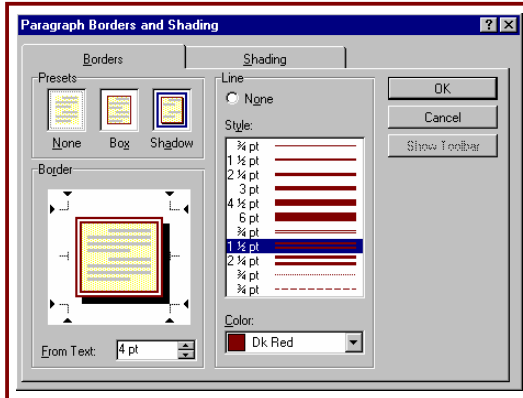 Paragraph Borders and Shading
Borders
Shading
Presets
None
Box
Shadow
Border
From Text:
4 pt
Line
None
Style:
¾ pt
1 ½ pt
2 ¼ pt
3 pt
4 ½ pt
6 pt
¾ pt
1 ½ pt
2 ¼ pt
¾ pt
¾ pt
Color:
Dk Red
OK
Cancel
Show Toolbar